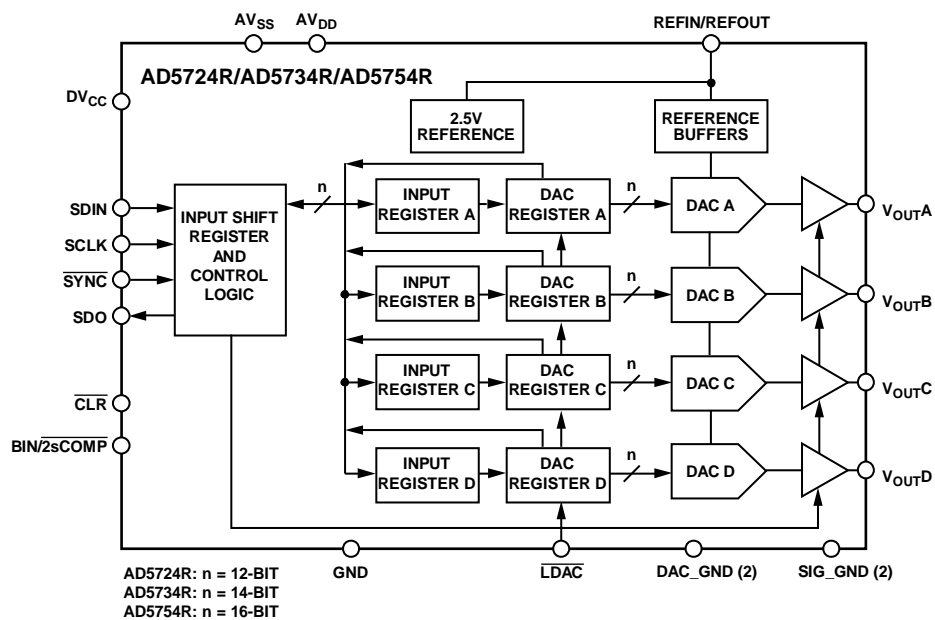 AVSS AVDD REFIN/REFOUT
AD5724R/AD5734R/AD5754R
DVCC
2.5V
REFERENCE
REFERENCE
BUFFERS
SDIN
SCLK
SYNC
SDO
CLR
BIN/2sCOMP
INPUT SHIFT
REGISTER
AND
CONTROL
LOGIC
n
INPUT
REGISTER A
DAC
REGISTER A
n
DAC A
VOUTA
INPUT
REGISTER B
DAC
REGISTER B
n
DAC B
VOUTB
INPUT
REGISTER C
DAC
REGISTER C
n
DAC C
VOUTC
INPUT
REGISTER D
DAC
REGISTER D
n
DAC D
VOUTD
GND LDAC DAC_GND (2) SIG_GND (2)
AD5724R: n = 12-BIT
AD5734R: n = 14-BIT
AD5754R: n = 16-BIT